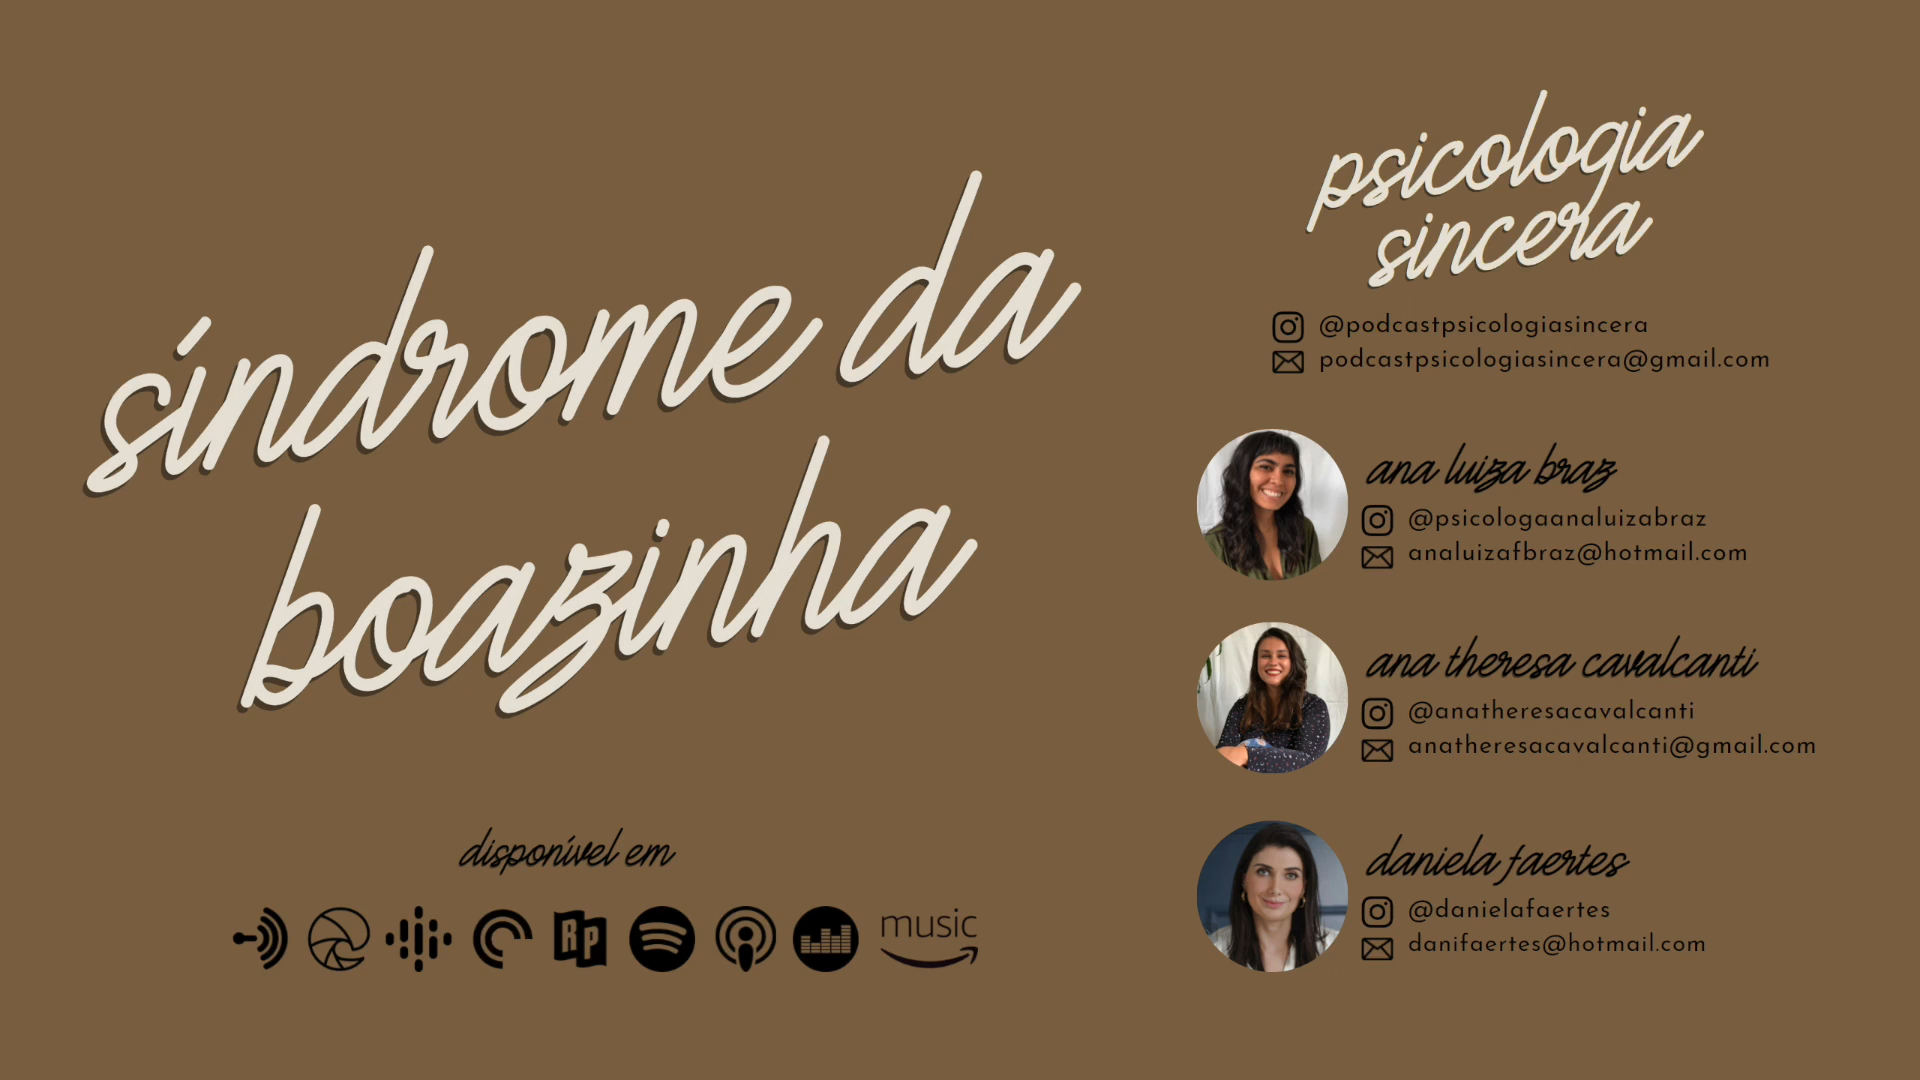 síndrome da
boazinha
disponível em
RP
music
psicologia
sincera
@podcastpsicologiasincera
podcastpsicologiasincera@gmail.com
ana luiza braz
@psicologaanaluizabraz
analuizafbraz@hotmail.com
ana theresa cavalcanti
@anatheresacavalcanti
anatheresacavalcanti@gmail.com
daniela faertes
@danielafaertes
danifaertes@hotmail.com